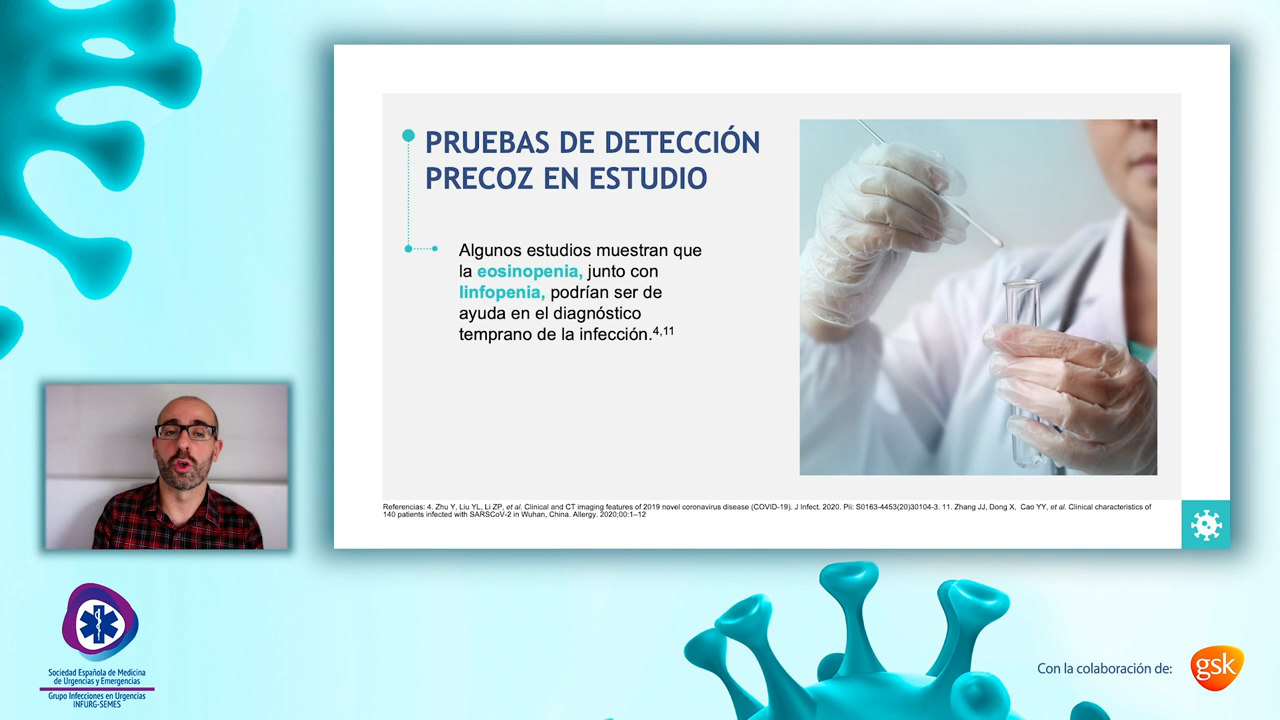 PRUEBAS DE DETECCIÓN
PRECOZ EN ESTUDIO
Algunos estudios muestran que
la eosinopenia, junto con
linfopenia, podrían ser de
ayuda en el diagnóstico
temprano de la infección.4,11
Referencias: 4. Zhu Y, Liu YL, Li ZP, et al. Clinical and CT imaging features of 2019 novel coronavirus disease (COVID-19). J Infect. 2020. Pii: S0163-4453(20)30104-3. 11. Zhang JJ, Dong X, Cao YY, et al. Clinical characteristics of
140 patients infected with SARSCoV-2 in Wuhan, China. Allergy. 2020;00:1–12
Sociedad Española de Medicina
de Urgencias y Emergencias
Grupo Infecciones en Urgencias
INFURG-SEMES
Con la colaboración de:
gsk